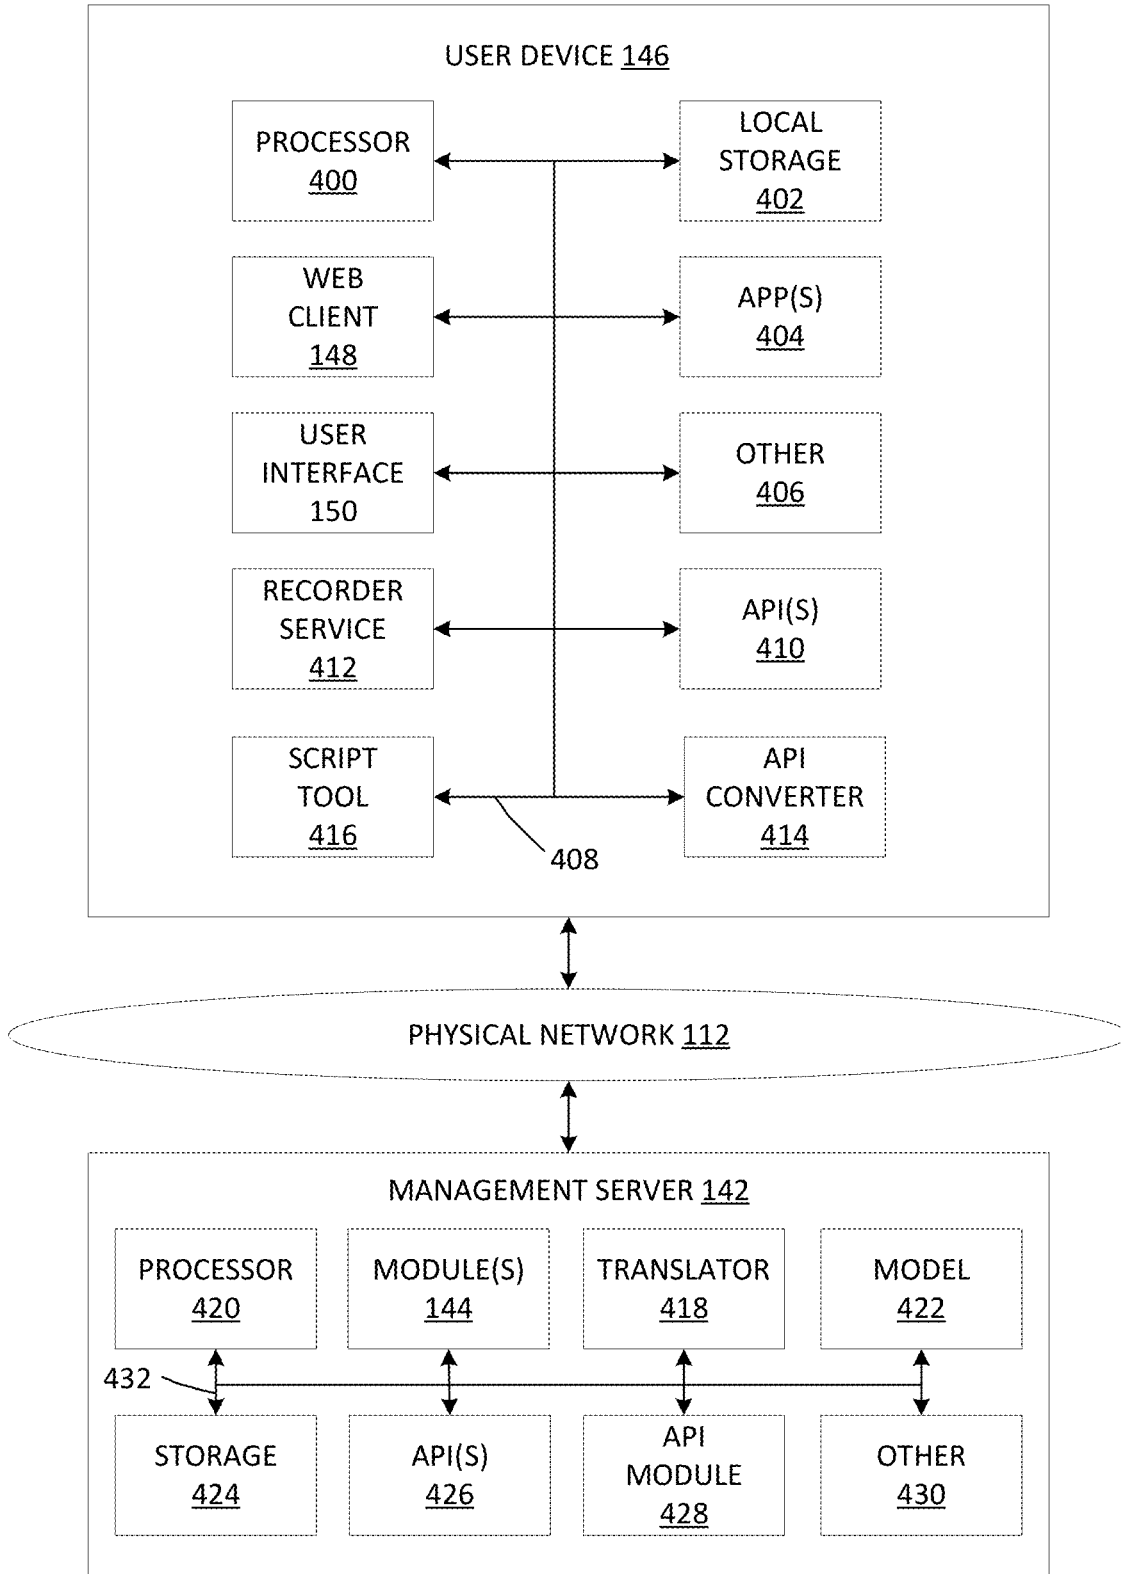 USER DEVICE 146
PROCESSOR
400
LOCAL
STORAGE
402
WEB
CLIENT
148
APP(S)
404
USER
INTERFACE
150
OTHER
406
RECORDER
SERVICE
412
API(S)
410
SCRIPT
TOOL
416
API
CONVERTER
414
408
PHYSICAL NETWORK 112
MANAGEMENT SERVER 142
PROCESSOR
420
MODULE(S)
144
TRANSLATOR
418
MODEL
422
432
STORAGE
424
API(S)
426
API
MODULE
428
OTHER
430